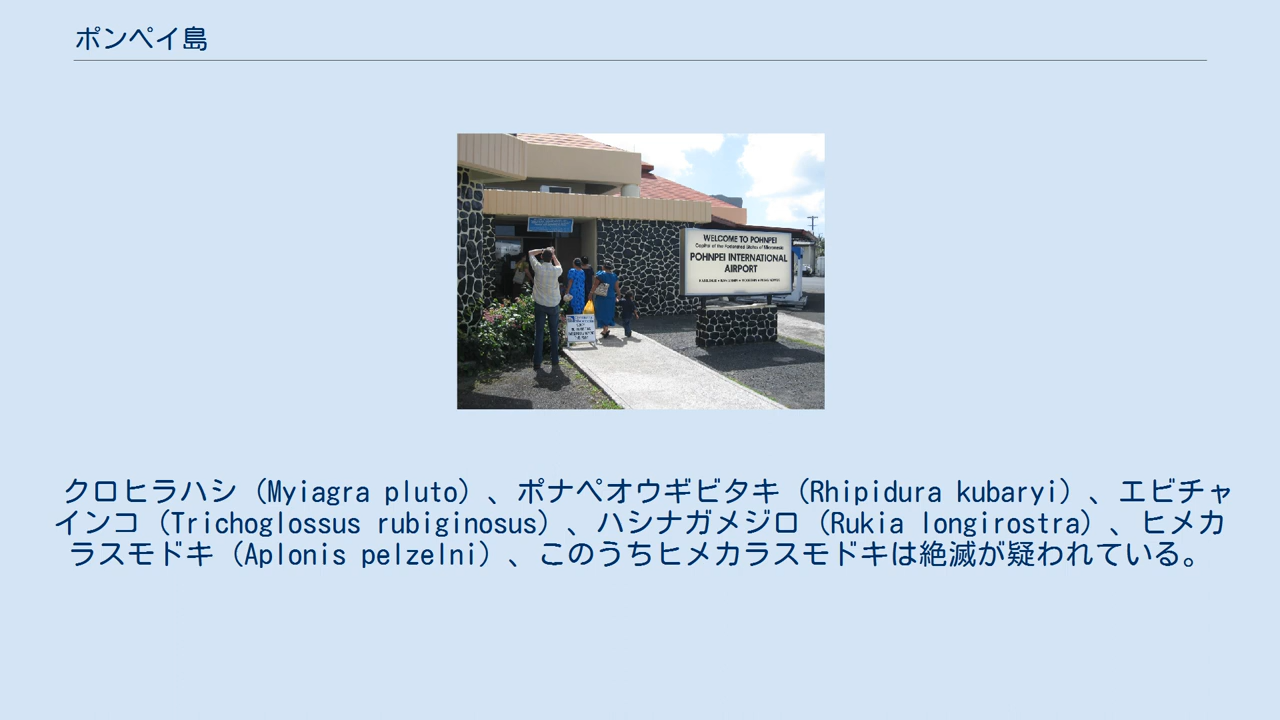 ポンペイ島
WELCOME TO POHNPEI
Capital of the Federated States of Micronesia
POHNPEI INTERNATIONAL
AIRPORT
クロヒラハシ（Myiagra pluto）、ポナペオウギビタキ（Rhipidura kubaryi）、エビチャ
インコ（Trichoglossus rubiginosus）、ハシナガメジロ（Rukia longirostra）、ヒメカ
ラスモドキ（Aplonis pelzelni）、このうちヒメカラスモドキは絶滅が疑われている。